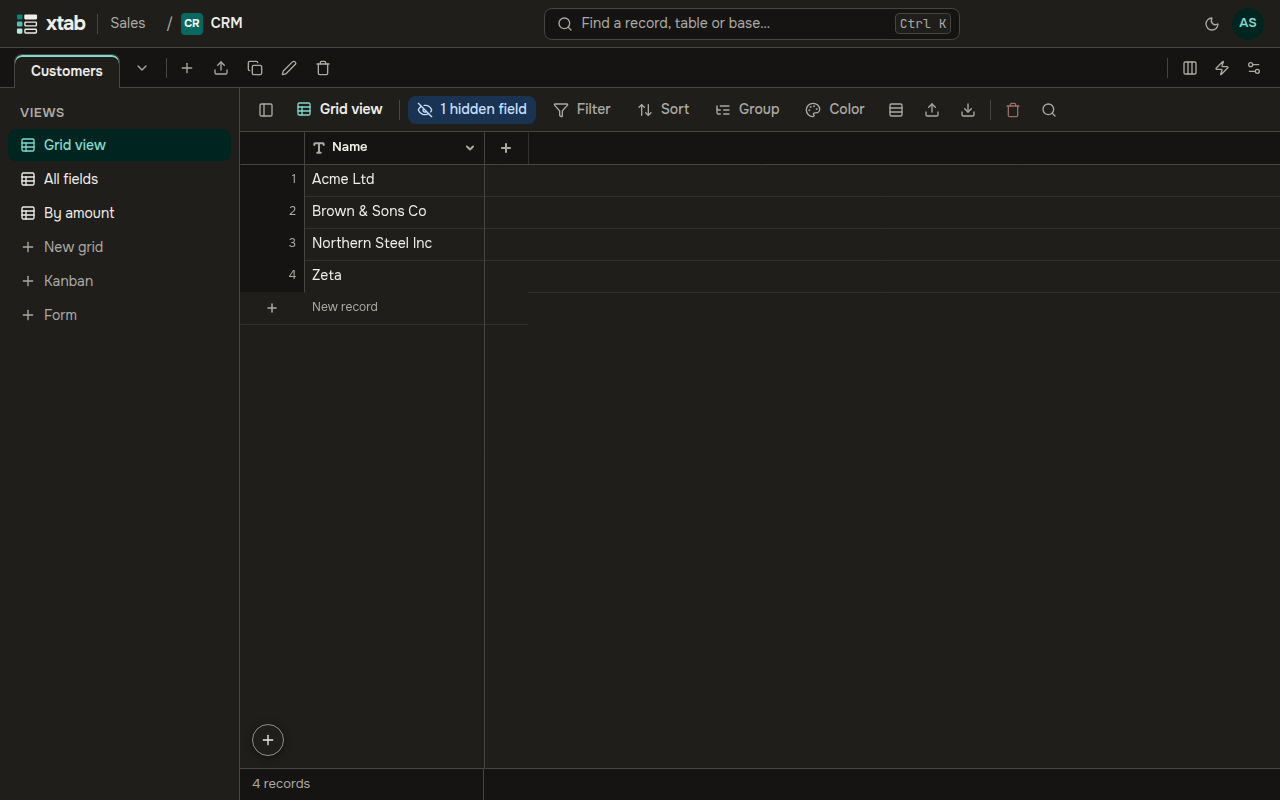 xtab
Sales / CR CRM
Find a record, table or base... Ctrl K
AS
Customers
VIEWS
Grid view
All fields
By amount
New grid
Kanban
Form
Grid view
1 hidden field
Filter
Sort
Group
Color
Name
1 Acme Ltd
2 Brown & Sons Co
3 Northern Steel Inc
4 Zeta
New record
4 records